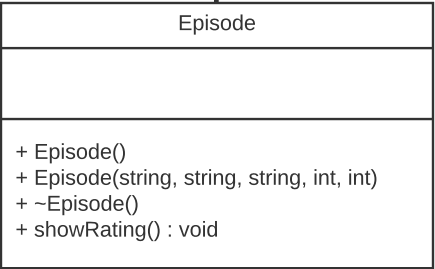 Episode
+ Episode()
+ Episode(string, string, string, int, int)
+ ~Episode()
+ showRating() : void